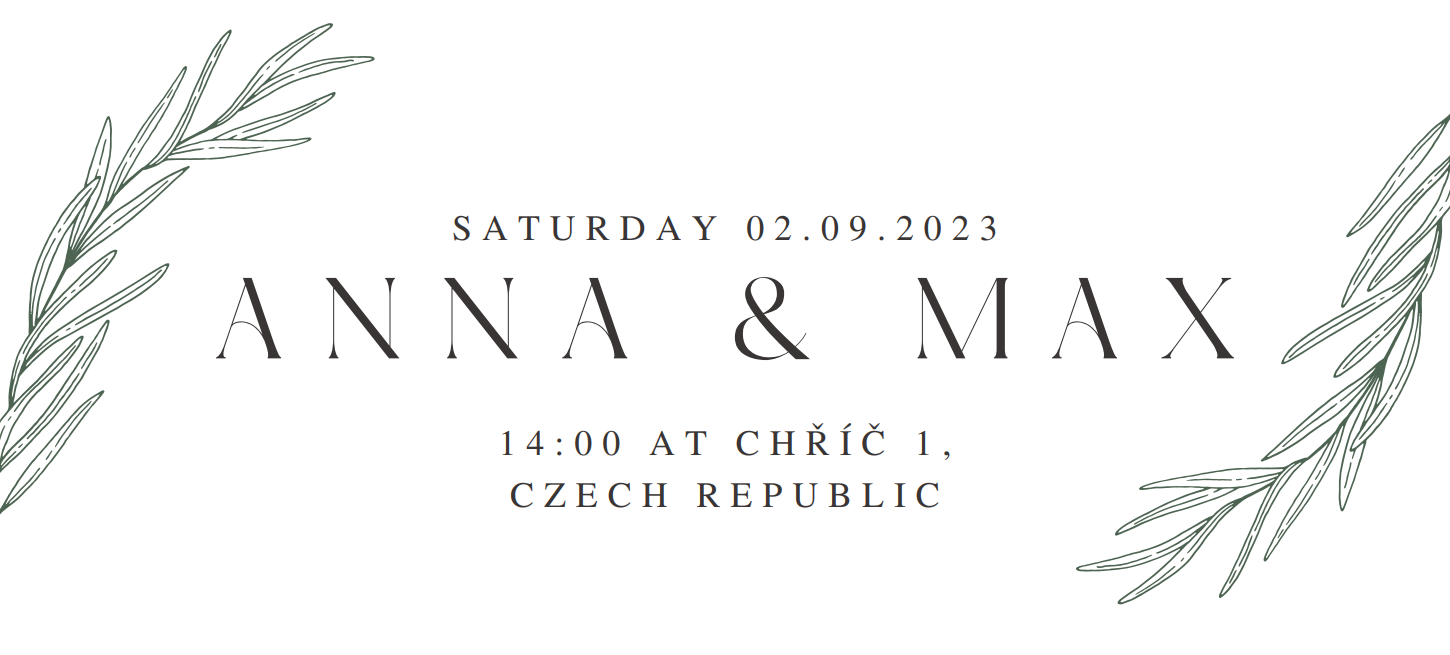 SATURDAY 02.09.2023
ANNA & MAX
14:00 AT CHŘÍČ 1,
CZECH REPUBLIC